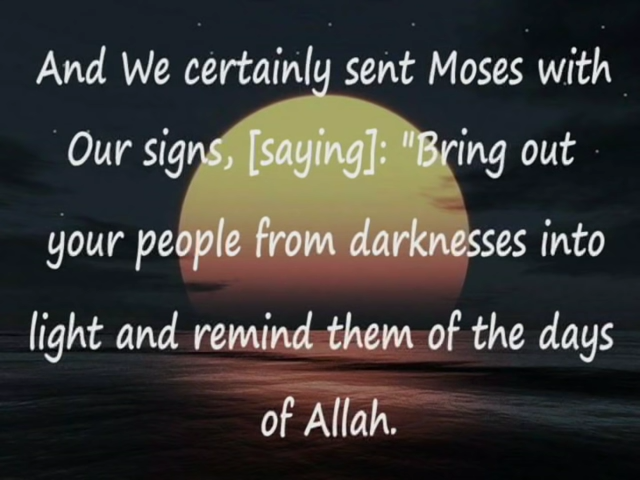 And We certainly sent Moses with
Our signs, [saying]: "Bring out
your people from darknesses into
light and remind them of the days
of Allah.